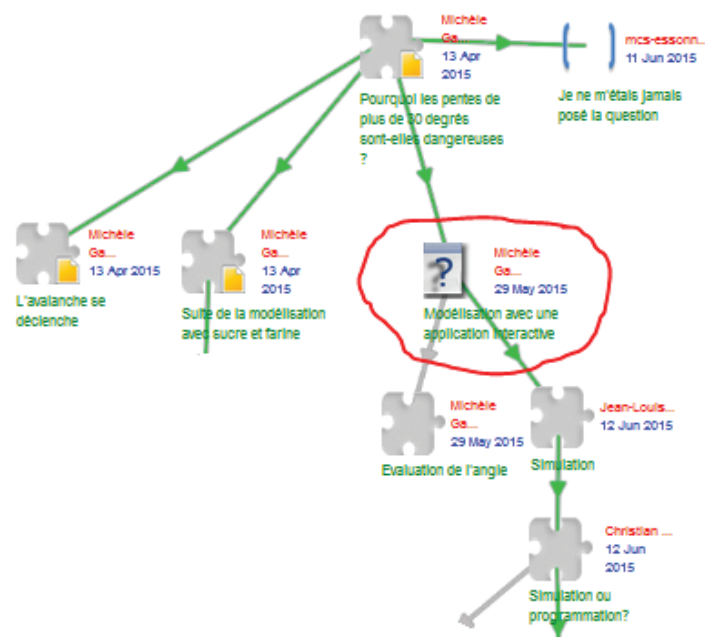 Michèle
Ga...
13 Apr
2015
Pourquoi les pentes de
plus de 30 degrés
sont-elles dangereuses
?
mcs-essonn..
11 Jun 2015
Je ne m'étais jamais
posé la question
Michèle
Ga...
13 Apr 2015
L'avalanche se
déclenche
Michèle
Ga...
13 Apr
2015
Suite de la modélisation
avec sucre et farine
?
Michèle
Ga...
29 May 2015
Modélisation avec une
application interactive
Michèle
Ga...
29 May 2015
Evaluation de l'angle
Jean-Louis...
12 Jun 2015
Simulation
Christian ...
12 Jun
2015
Simulation ou
programmation?